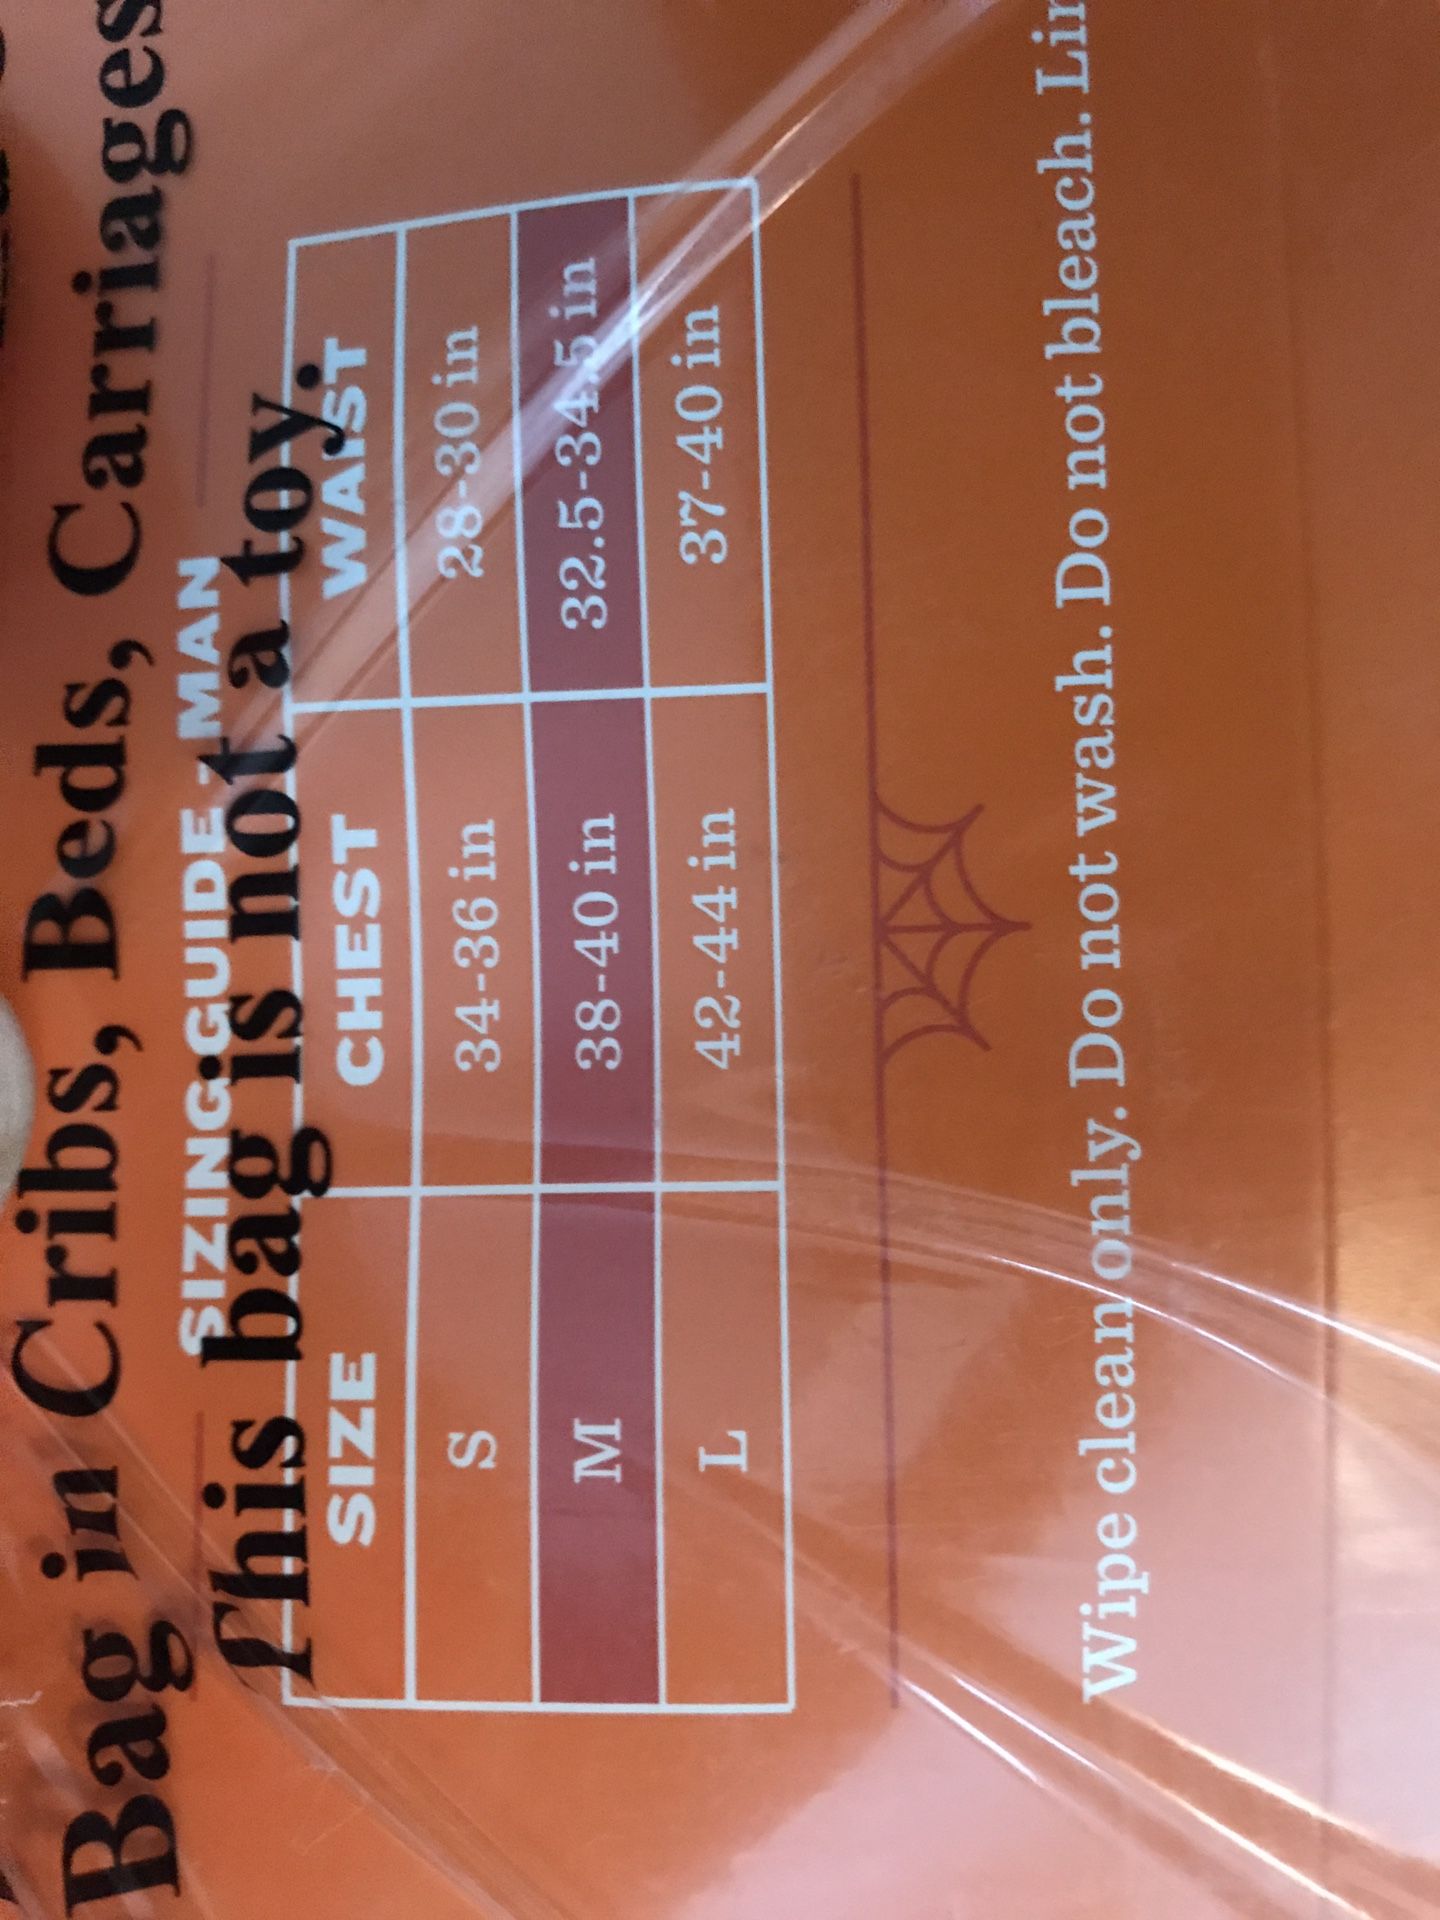 Bag in Cribs, Beds, Carriages
This bag is not a toy.
SIZING GUIDE - MAN
SIZE CHEST WAIST
S 34-36 in 28-30 in
M 38-40 in 32.5-34.5 in
L 42-44 in 37-40 in
Wipe clean only. Do not wash. Do not bleach.